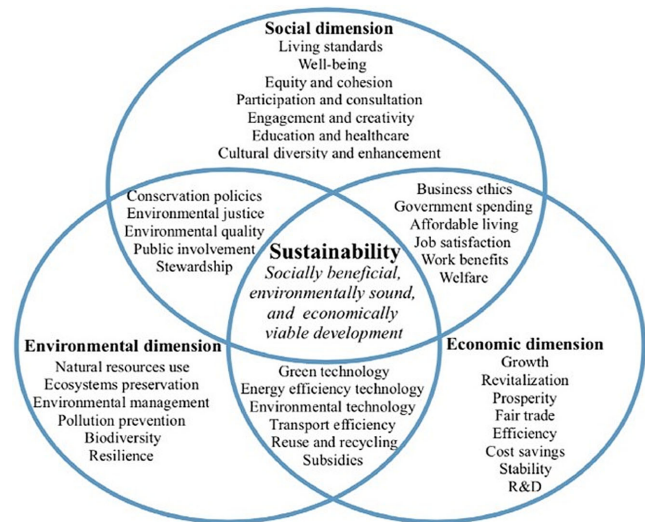 Social dimension
Living standards
Well-being
Equity and cohesion
Participation and consultation
Engagement and creativity
Education and healthcare
Cultural diversity and enhancement
Conservation policies
Environmental justice
Environmental quality
Public involvement
Stewardship
Business ethics
Government spending
Affordable living
Job satisfaction
Work benefits
Welfare
Sustainability
Socially beneficial,
environmentally sound,
and economically
viable development
Environmental dimension
Natural resources use
Ecosystems preservation
Environmental management
Pollution prevention
Biodiversity
Resilience
Green technology
Energy efficiency technology
Environmental technology
Transport efficiency
Reuse and recycling
Subsidies
Economic dimension
Growth
Revitalization
Prosperity
Fair trade
Efficiency
Cost savings
Stability
R&D